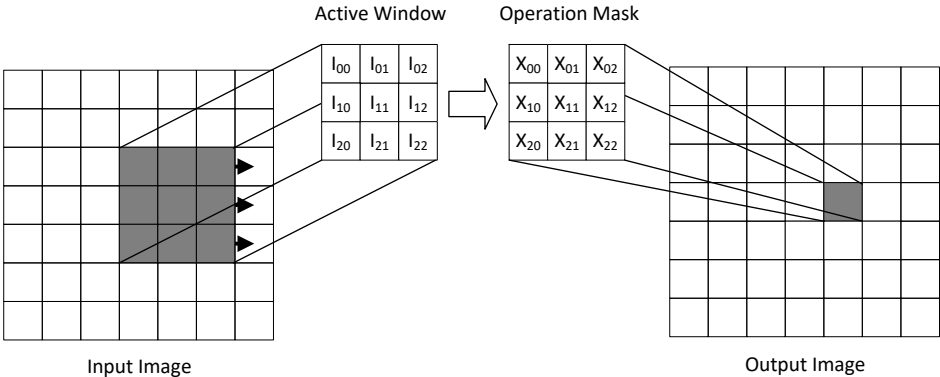 Active Window Operation Mask
I₀₀ I₀₁ I₀₂ X₀₀ X₀₁ X₀₂
I₁₀ I₁₁ I₁₂ X₁₀ X₁₁ X₁₂
I₂₀ I₂₁ I₂₂ X₂₀ X₂₁ X₂₂
Input Image Output Image